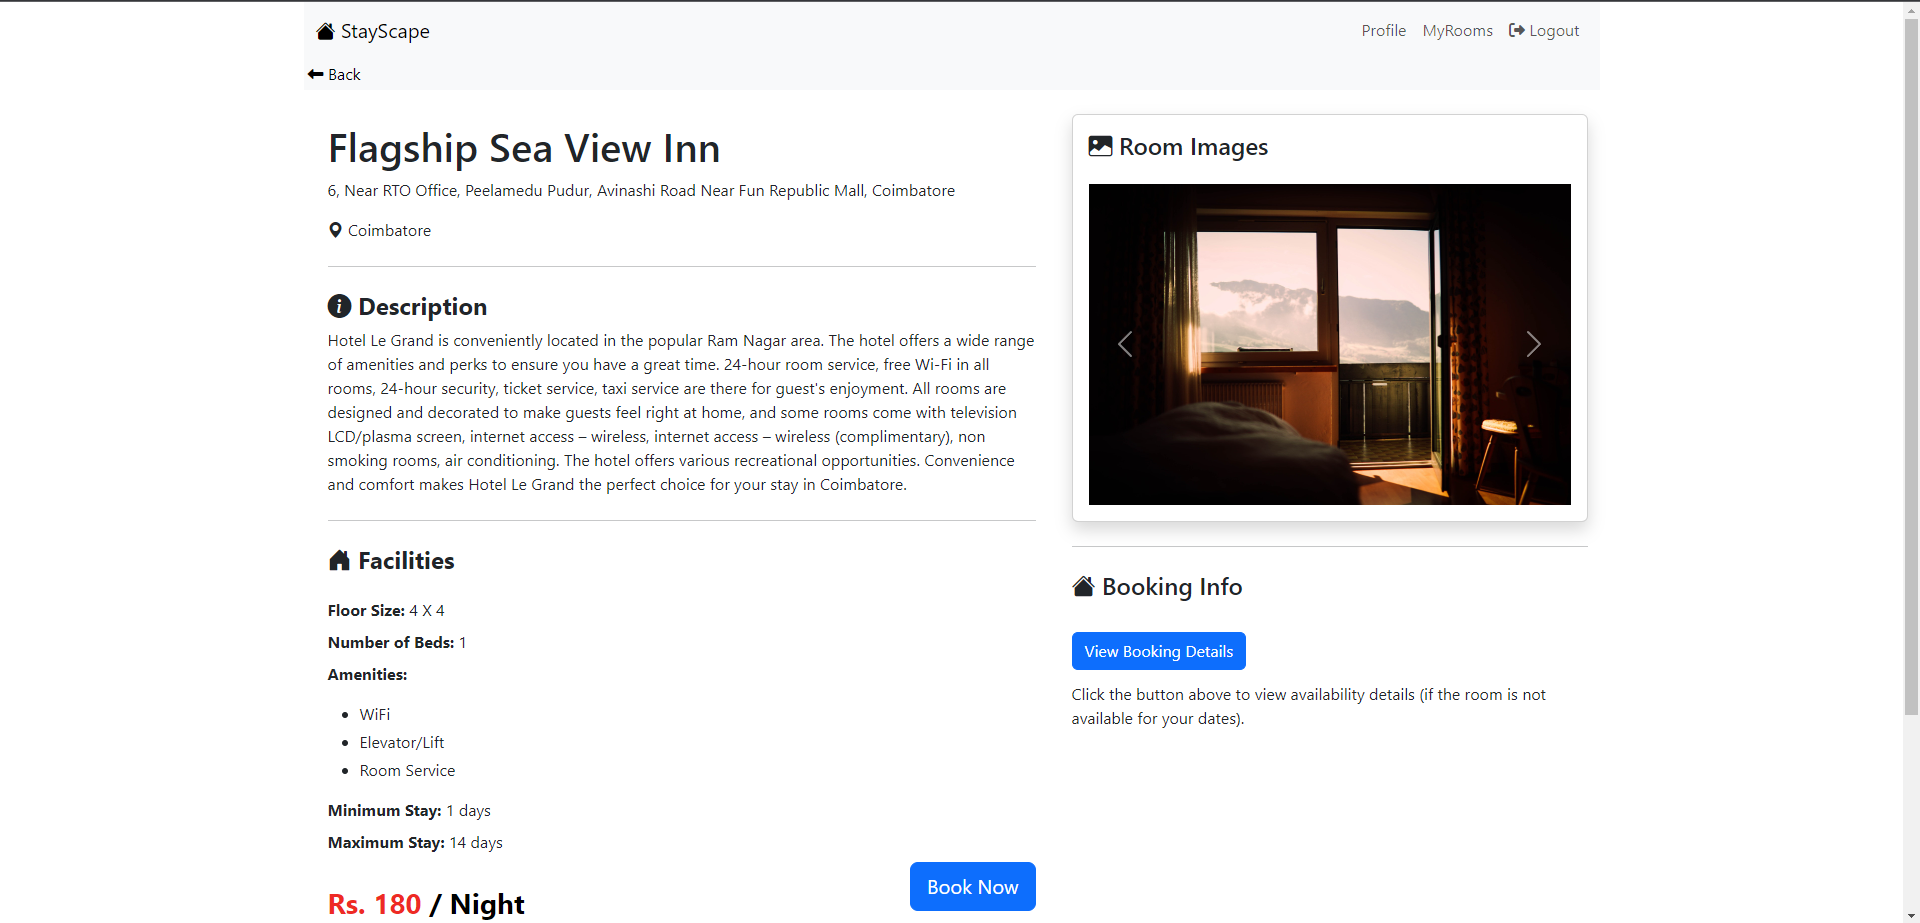 StayScape
Profile MyRooms Logout
Back
Flagship Sea View Inn
6, Near RTO Office, Peelamedu Pudur, Avinashi Road Near Fun Republic Mall, Coimbatore
Coimbatore
Description
Hotel Le Grand is conveniently located in the popular Ram Nagar area. The hotel offers a wide range
of amenities and perks to ensure you have a great time. 24-hour room service, free Wi-Fi in all
rooms, 24-hour security, ticket service, taxi service are there for guest's enjoyment. All rooms are
designed and decorated to make guests feel right at home, and some rooms come with television
LCD/plasma screen, internet access – wireless, internet access – wireless (complimentary), non
smoking rooms, air conditioning. The hotel offers various recreational opportunities. Convenience
and comfort makes Hotel Le Grand the perfect choice for your stay in Coimbatore.
Facilities
Floor Size: 4 X 4
Number of Beds: 1
Amenities:
WiFi
Elevator/Lift
Room Service
Minimum Stay: 1 days
Maximum Stay: 14 days
Rs. 180 / Night
Book Now
Room Images
Booking Info
View Booking Details
Click the button above to view availability details (if the room is not
available for your dates).